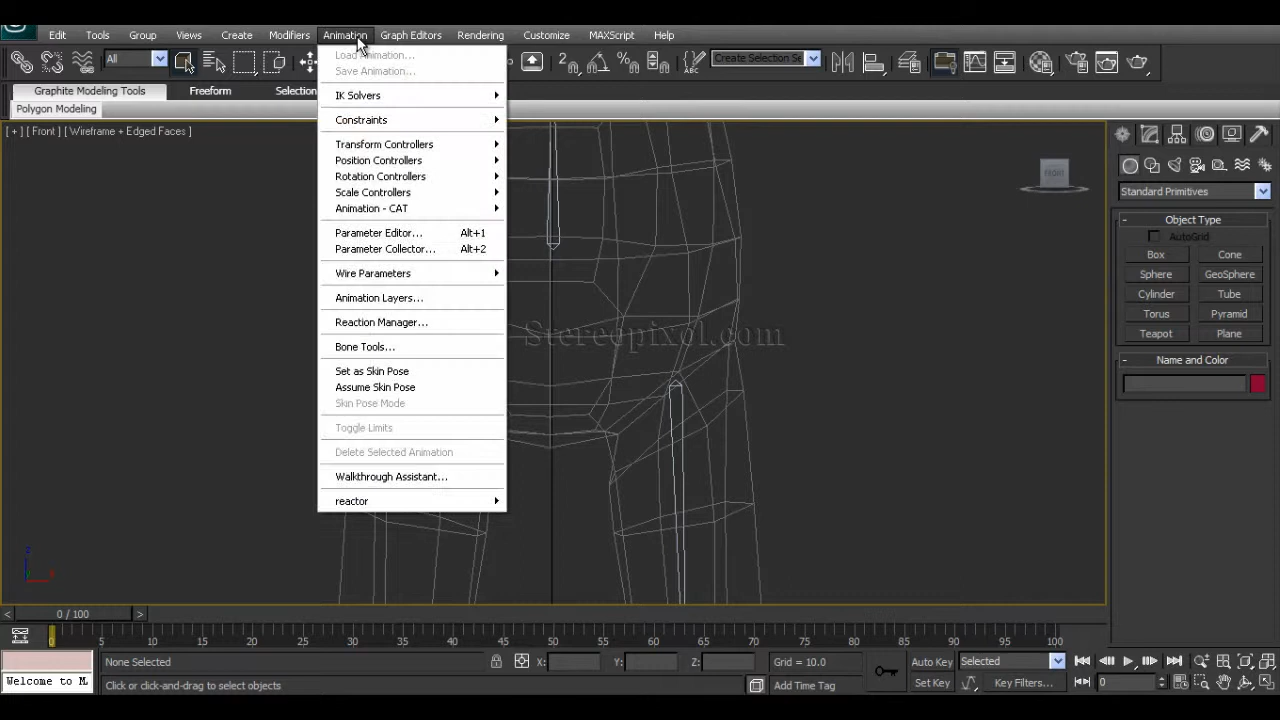 Edit Tools Group Views Create Modifiers Animation Graph Editors Rendering Customize MAXScript Help
All Create Selection Se
Graphite Modeling Tools Freeform Selection
Polygon Modeling
[ + ] [ Front ] [ Wireframe + Edged Faces ]
Load Animation...
Save Animation...
IK Solvers
Constraints
Transform Controllers
Position Controllers
Rotation Controllers
Scale Controllers
Animation - CAT
Parameter Editor... Alt+1
Parameter Collector... Alt+2
Wire Parameters
Animation Layers...
Reaction Manager...
Bone Tools...
Set as Skin Pose
Assume Skin Pose
Skin Pose Mode
Toggle Limits
Delete Selected Animation
Walkthrough Assistant...
reactor
Stereopixol.com
FRONT
Standard Primitives
- Object Type
AutoGrid
Box Cone
Sphere GeoSphere
Cylinder Tube
Torus Pyramid
Teapot Plane
- Name and Color
z
x
< 0 / 100 >
0 5 10 15 20 25 30 35 40 45 50 55 60 65 70 75 80 85 90 95 100
None Selected X: Y: Z: Grid = 10.0 Auto Key Selected
Welcome to M Click or click-and-drag to select objects Add Time Tag Set Key Key Filters... 0